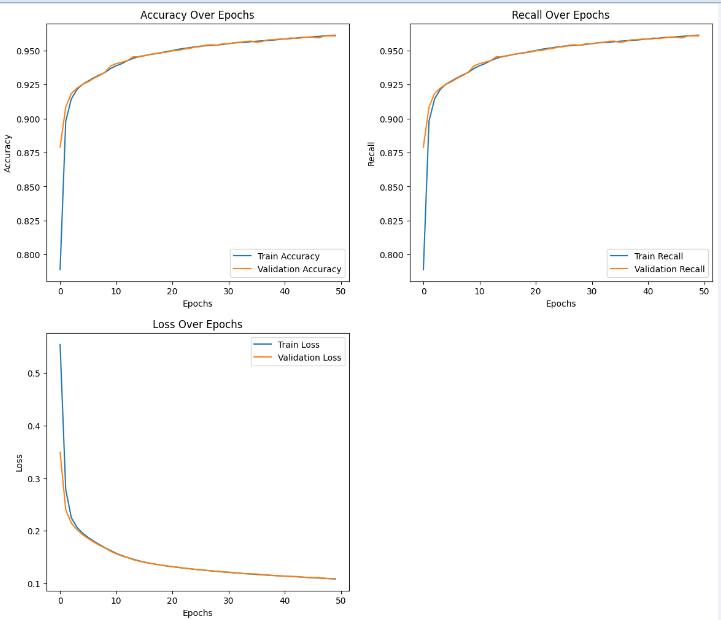 Accuracy Over Epochs
Accuracy
0.950
0.925
0.900
0.875
0.850
0.825
0.800
Train Accuracy
Validation Accuracy
0 10 20 30 40 50
Epochs
Recall Over Epochs
Recall
0.950
0.925
0.900
0.875
0.850
0.825
0.800
Train Recall
Validation Recall
0 10 20 30 40 50
Epochs
Loss Over Epochs
Loss
Train Loss
Validation Loss
0.5
0.4
0.3
0.2
0.1
0 10 20 30 40 50
Epochs